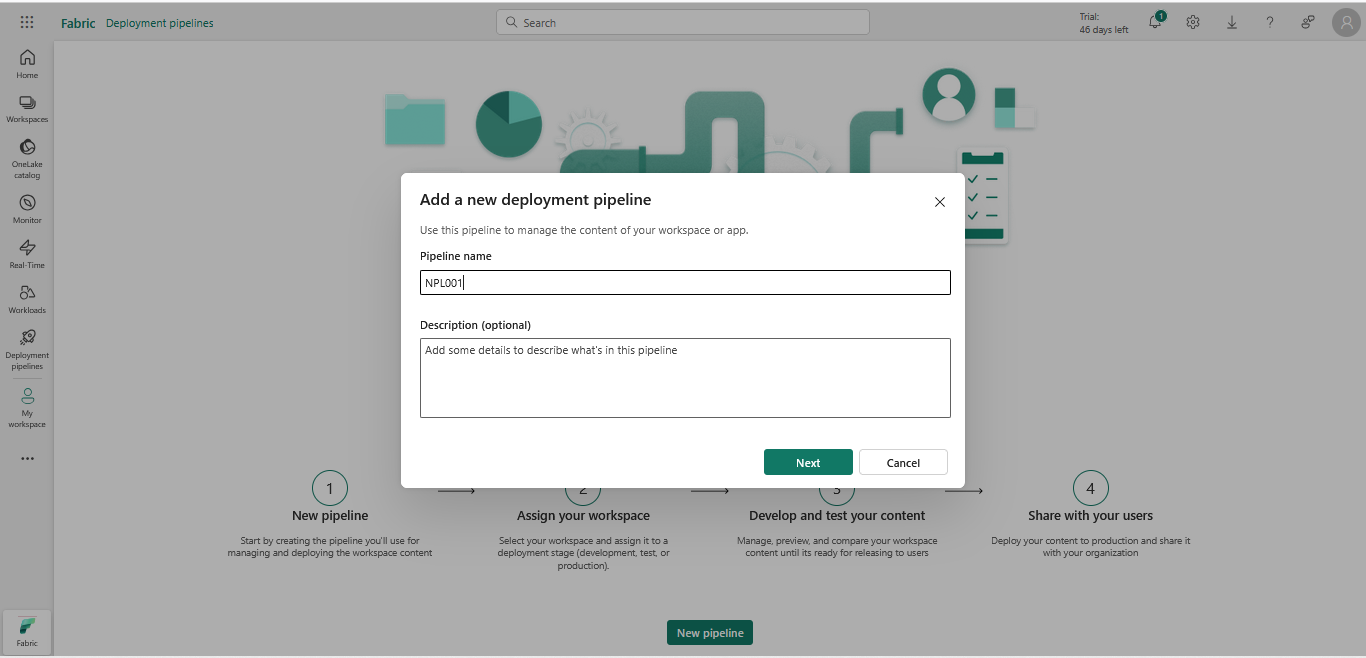 Fabric Deployment pipelines
Search
Trial:
46 days left
1
Home
Workspaces
OneLake
catalog
Monitor
Real-Time
Workloads
Deployment
pipelines
My
workspace
Fabric
Add a new deployment pipeline
Use this pipeline to manage the content of your workspace or app.
Pipeline name
NPL001
Description (optional)
Add some details to describe what's in this pipeline
Next Cancel
1
New pipeline
Start by creating the pipeline you'll use for
managing and deploying the workspace content
2
Assign your workspace
Select your workspace and assign it to a
deployment stage (development, test, or
production).
3
Develop and test your content
Manage, preview, and compare your workspace
content until its ready for releasing to users
4
Share with your users
Deploy your content to production and share it
with your organization
New pipeline